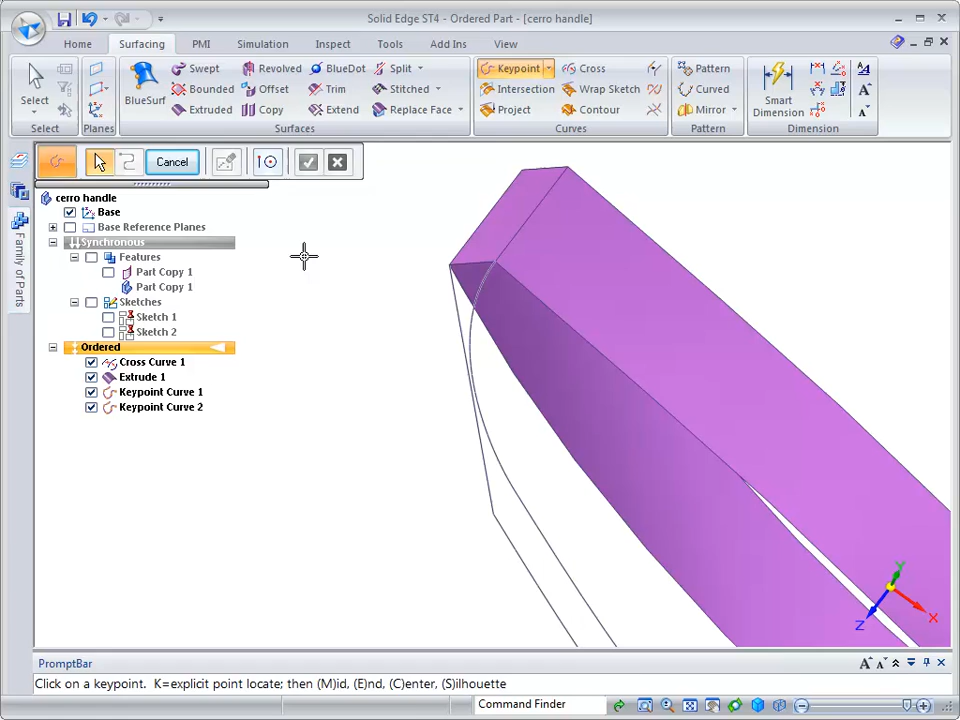 Solid Edge ST4 - Ordered Part - [cerro handle]
Home Surfacing PMI Simulation Inspect Tools Add Ins View
Select
Select
Planes
BlueSurf
Swept Revolved BlueDot Split
Bounded Offset Trim Stitched
Extruded Copy Extend Replace Face
Surfaces
Keypoint Cross
Intersection Wrap Sketch
Project Contour
Curves
Pattern
Curved
Mirror
Pattern
Smart
Dimension
Dimension
Cancel
Family of Parts
cerro handle
Base
Base Reference Planes
Synchronous
Features
Part Copy 1
Part Copy 1
Sketches
Sketch 1
Sketch 2
Ordered
Cross Curve 1
Extrude 1
Keypoint Curve 1
Keypoint Curve 2
Y
X
Z
PromptBar
Click on a keypoint. K=explicit point locate; then (M)id, (E)nd, (C)enter, (S)ilhouette
Command Finder